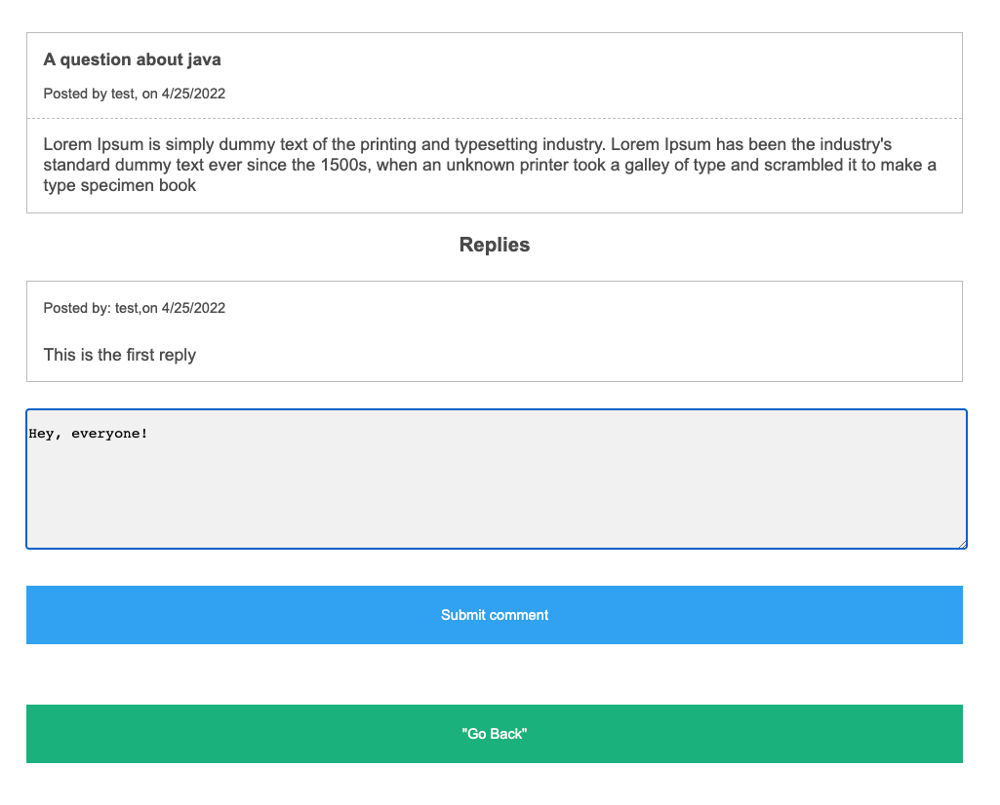 A question about java
Posted by test, on 4/25/2022
Lorem Ipsum is simply dummy text of the printing and typesetting industry. Lorem Ipsum has been the industry's
standard dummy text ever since the 1500s, when an unknown printer took a galley of type and scrambled it to make a
type specimen book
Replies
Posted by: test,on 4/25/2022
This is the first reply
Hey, everyone!
Submit comment
"Go Back"